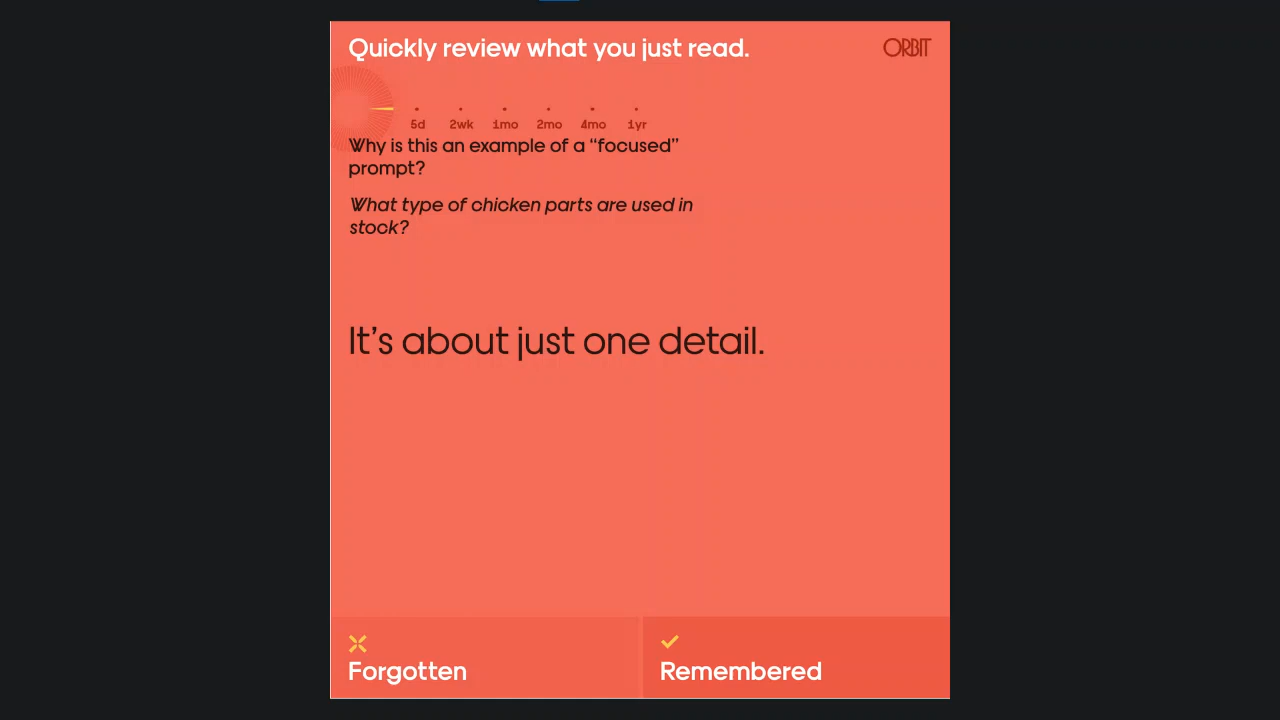 Quickly review what you just read.
ORBIT
5d 2wk 1mo 2mo 4mo 1yr
Why is this an example of a “focused”
prompt?
What type of chicken parts are used in
stock?
It’s about just one detail.
Forgotten
Remembered